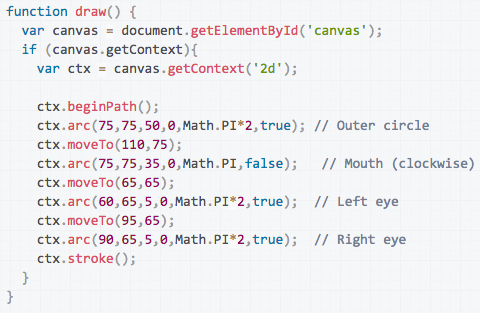 function draw() {
  var canvas = document.getElementById('canvas');
  if (canvas.getContext){
    var ctx = canvas.getContext('2d');

    ctx.beginPath();
    ctx.arc(75,75,50,0,Math.PI*2,true); // Outer circle
    ctx.moveTo(110,75);
    ctx.arc(75,75,35,0,Math.PI,false);   // Mouth (clockwise)
    ctx.moveTo(65,65);
    ctx.arc(60,65,5,0,Math.PI*2,true);  // Left eye
    ctx.moveTo(95,65);
    ctx.arc(90,65,5,0,Math.PI*2,true);  // Right eye
    ctx.stroke();
  }
}